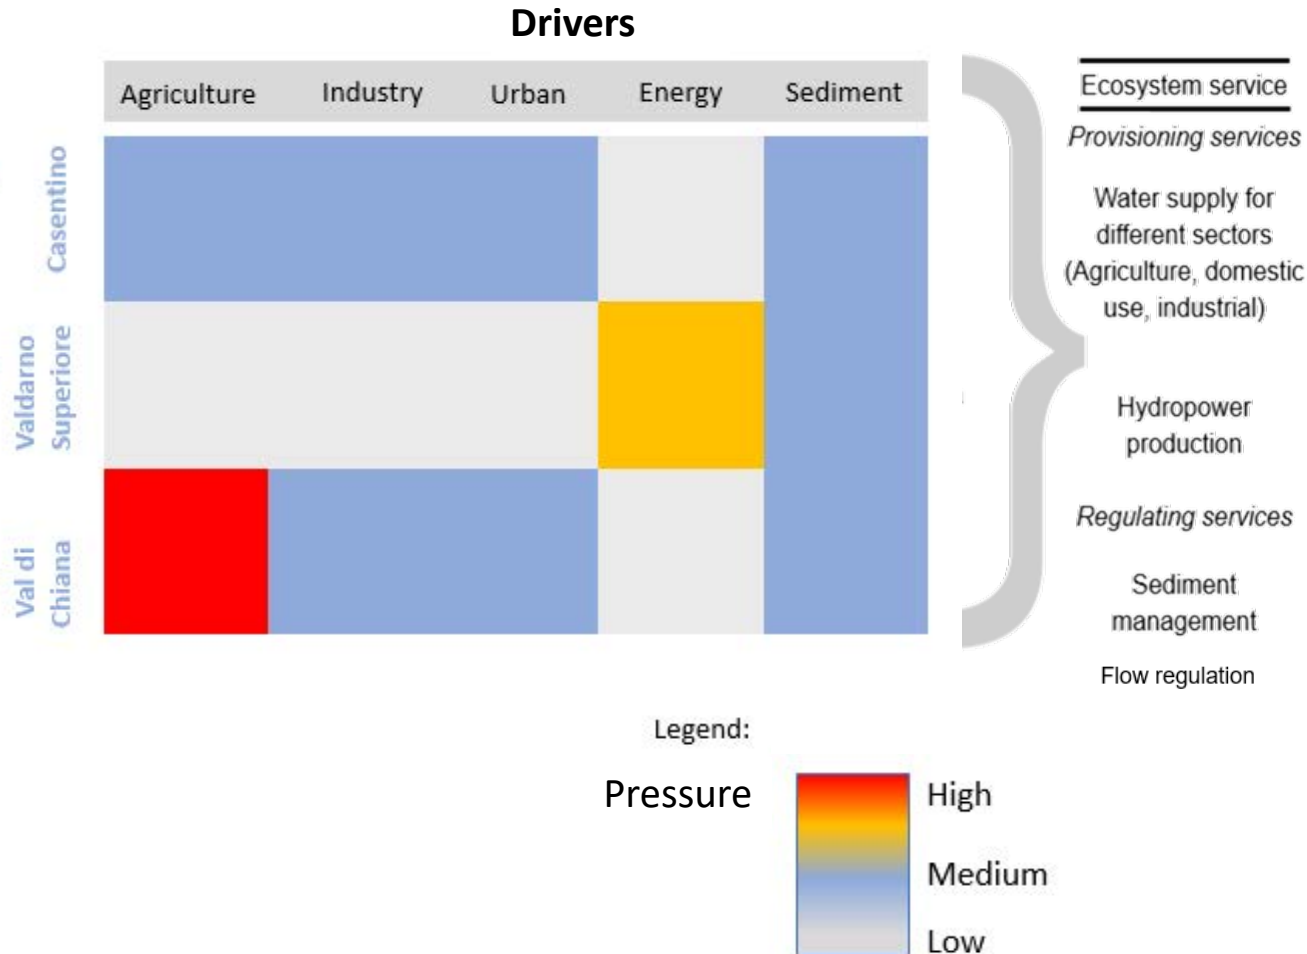 Drivers
Agriculture Industry Urban Energy Sediment
Casentino
Valdarno
Superiore
Val di
Chiana
Ecosystem service
Provisioning services
Water supply for
different sectors
(Agriculture, domestic
use, industrial)
Hydropower
production
Regulating services
Sediment
management
Flow regulation
Legend:
Pressure
High
Medium
Low